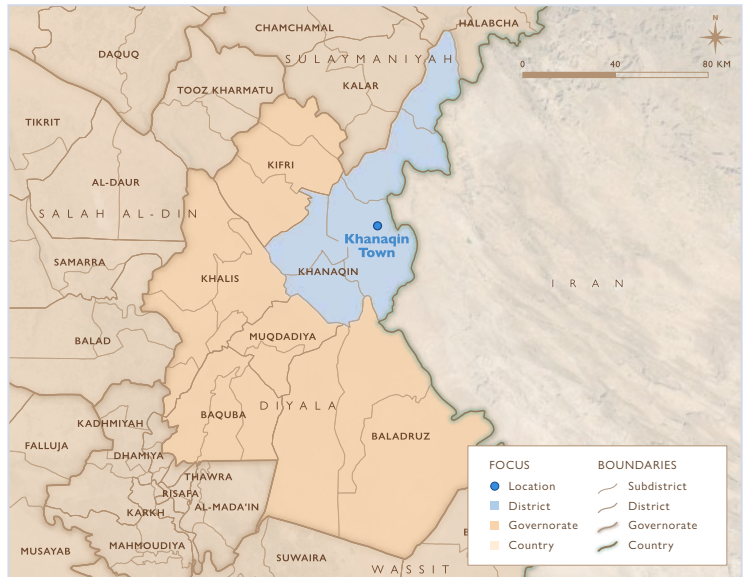 HALABCHA
CHAMCHAMAL
N
DAQUQ
SULAYMANIYAH
0 40 80 KM
KALAR
TOOZ KHARMATU
TIKRIT
KIFRI
AL-DAUR
SALAH AL-DIN
Khanaqin
Town
SAMARRA
KHANAQIN
KHALIS
IRAN
BALAD
MUQDADIYA
DIYALA
BAQUBA
KADHMIYAH
BALADRUZ
FALLUJA
DHAMIYA
THAWRA
RISAFA
AL-MADA'IN
KARKH
MAHMOUDIYA
MUSAYAB
SUWAIRA
WASSIT
B
FOCUS
Location
District
Governorate
Country
BOUNDARIES
Subdistrict
District
Governorate
Country